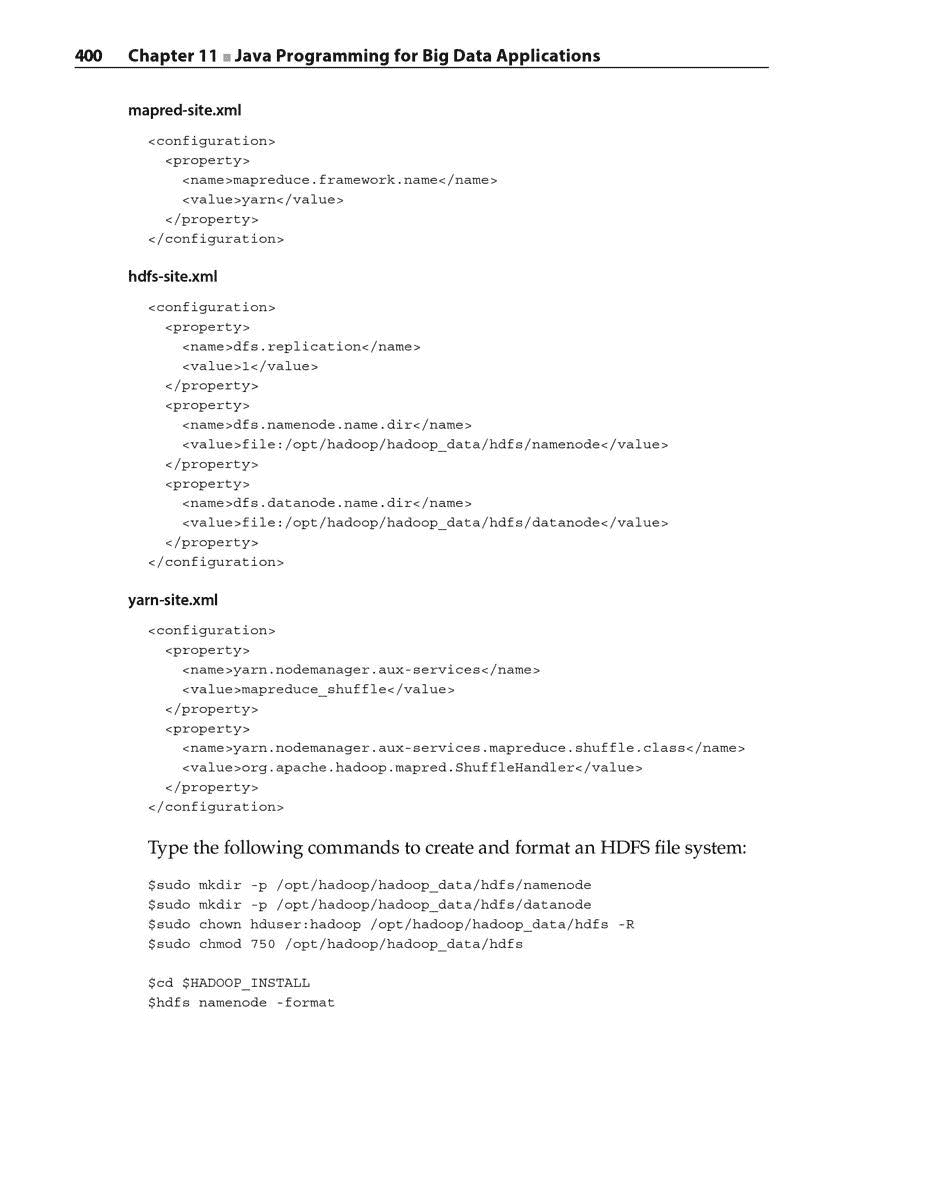 400 Chapter 11 ■ Java Programming for Big Data Applications
mapred-site.xml
<configuration>
  <property>
    <name>mapreduce.framework.name</name>
    <value>yarn</value>
  </property>
</configuration>
hdfs-site.xml
<configuration>
  <property>
    <name>dfs.replication</name>
    <value>1</value>
  </property>
  <property>
    <name>dfs.namenode.name.dir</name>
    <value>file:/opt/hadoop/hadoop_data/hdfs/namenode</value>
  </property>
  <property>
    <name>dfs.datanode.name.dir</name>
    <value>file:/opt/hadoop/hadoop_data/hdfs/datanode</value>
  </property>
</configuration>
yarn-site.xml
<configuration>
  <property>
    <name>yarn.nodemanager.aux-services</name>
    <value>mapreduce_shuffle</value>
  </property>
  <property>
    <name>yarn.nodemanager.aux-services.mapreduce.shuffle.class</name>
    <value>org.apache.hadoop.mapred.ShuffleHandler</value>
  </property>
</configuration>
Type the following commands to create and format an HDFS file system:
$sudo mkdir -p /opt/hadoop/hadoop_data/hdfs/namenode
$sudo mkdir -p /opt/hadoop/hadoop_data/hdfs/datanode
$sudo chown hduser:hadoop /opt/hadoop/hadoop_data/hdfs -R
$sudo chmod 750 /opt/hadoop/hadoop_data/hdfs
$cd $HADOOP_INSTALL
$hdfs namenode -format